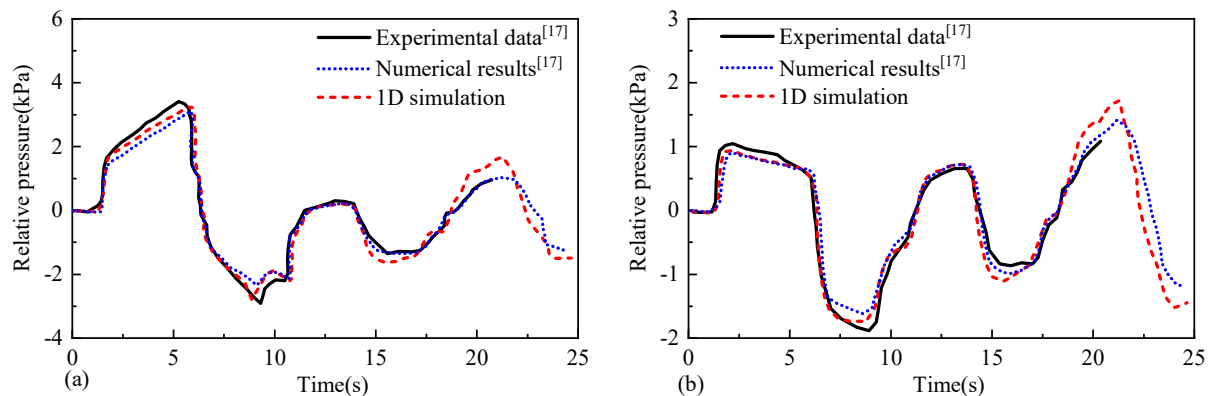 6
4
2
0
-2
-4
Relative pressure(kPa)
Experimental data[17]
Numerical results[17]
1D simulation
0 5 10 15 20 25
(a) Time(s)
2
1
0
-1
-2
Relative pressure(kPa)
3
Experimental data[17]
Numerical results[17]
1D simulation
0 5 10 15 20 25
(b) Time(s)